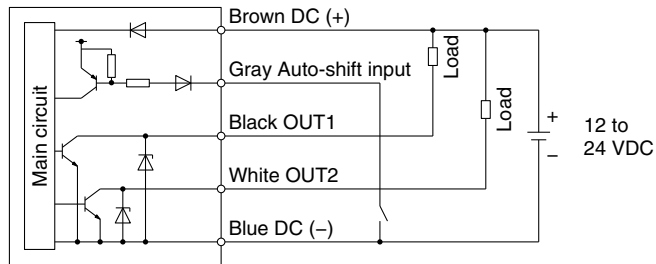 Brown DC (+)
Gray Auto-shift input
Black OUT1
White OUT2
Blue DC (−)
Main circuit
Load
Load
+
−
12 to
24 VDC